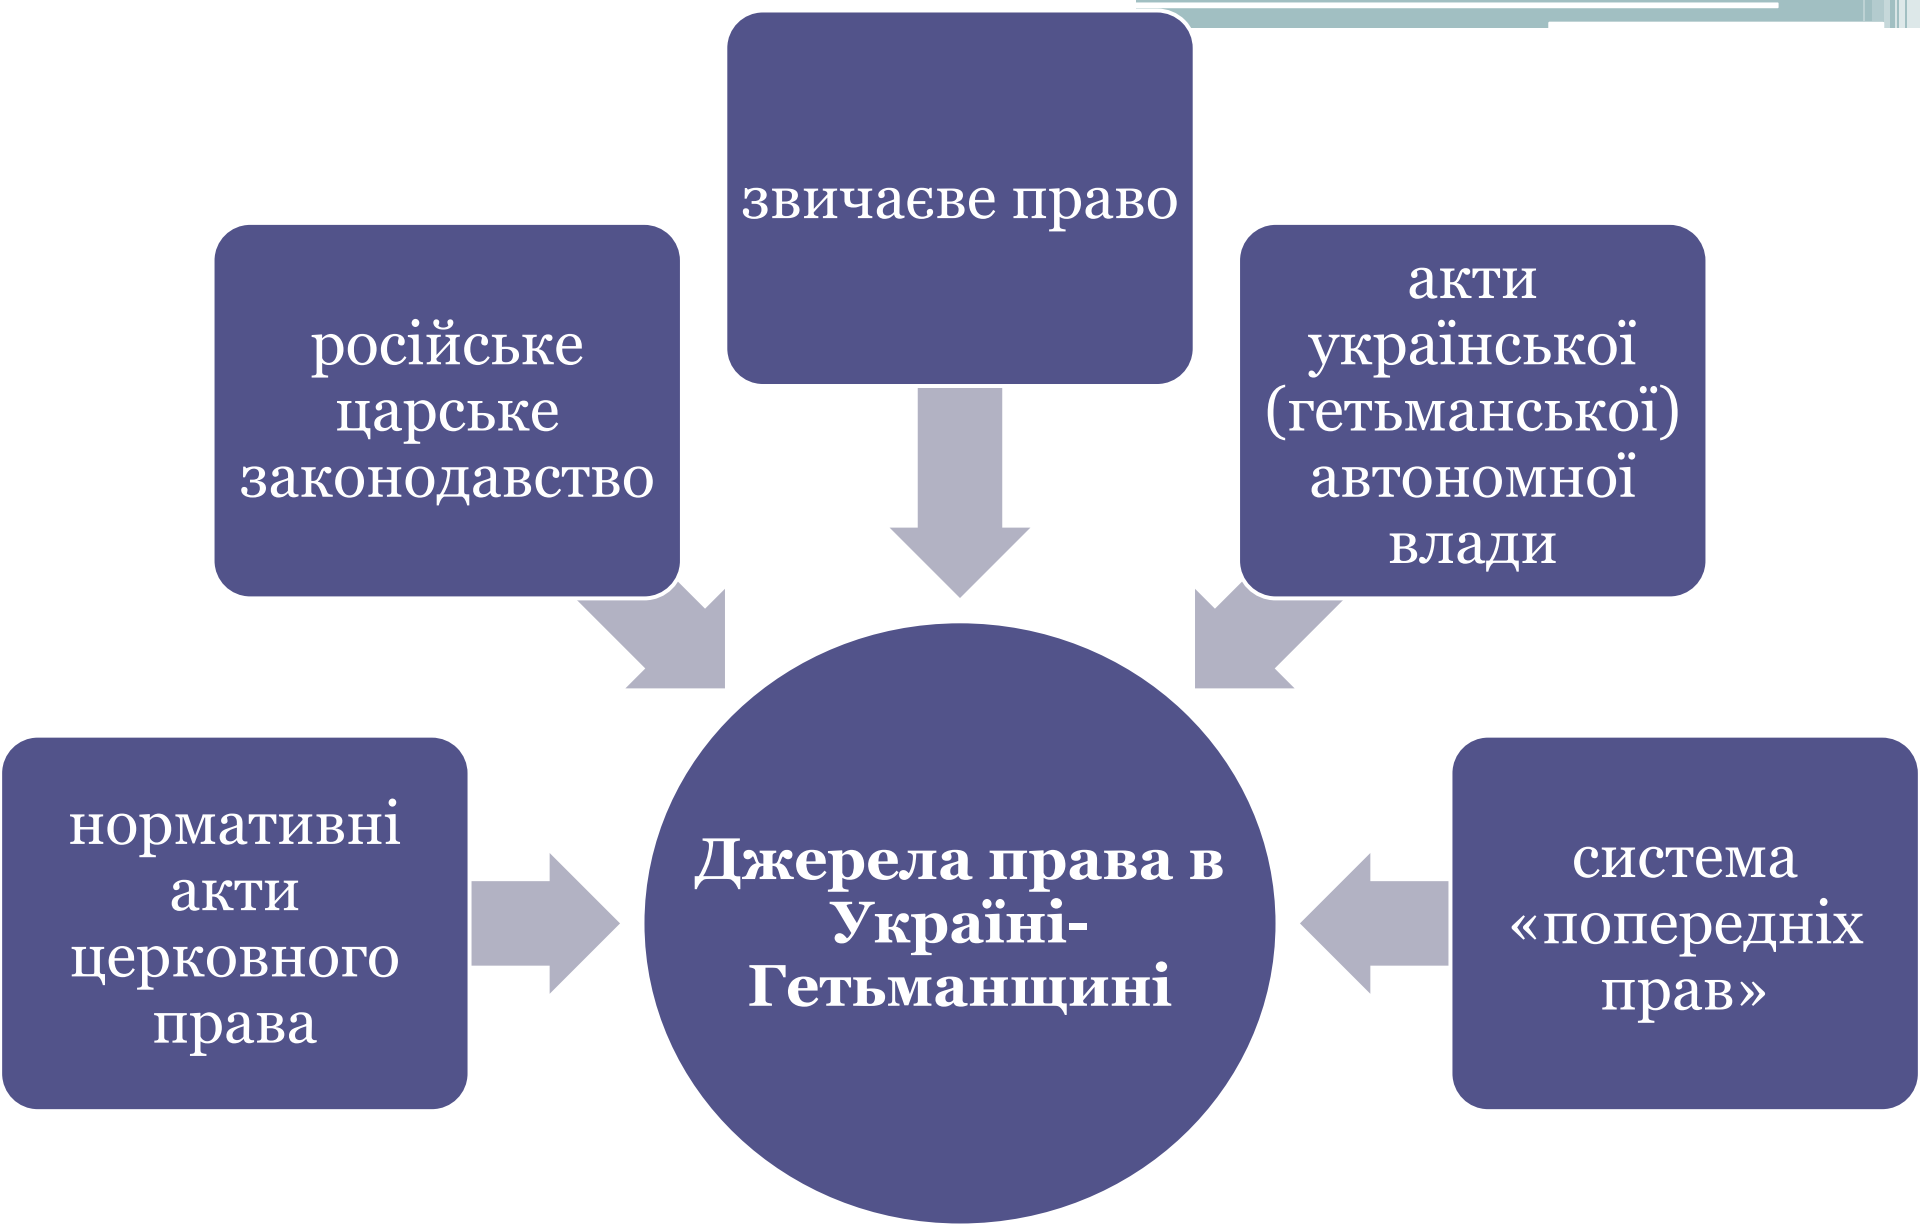 звичаєве право
російське
царське
законодавство
акти
української
(гетьманської)
автономної
влади
нормативні
акти
церковного
права
Джерела права в
Україні-
Гетьманщині
система
«попередніх
прав»